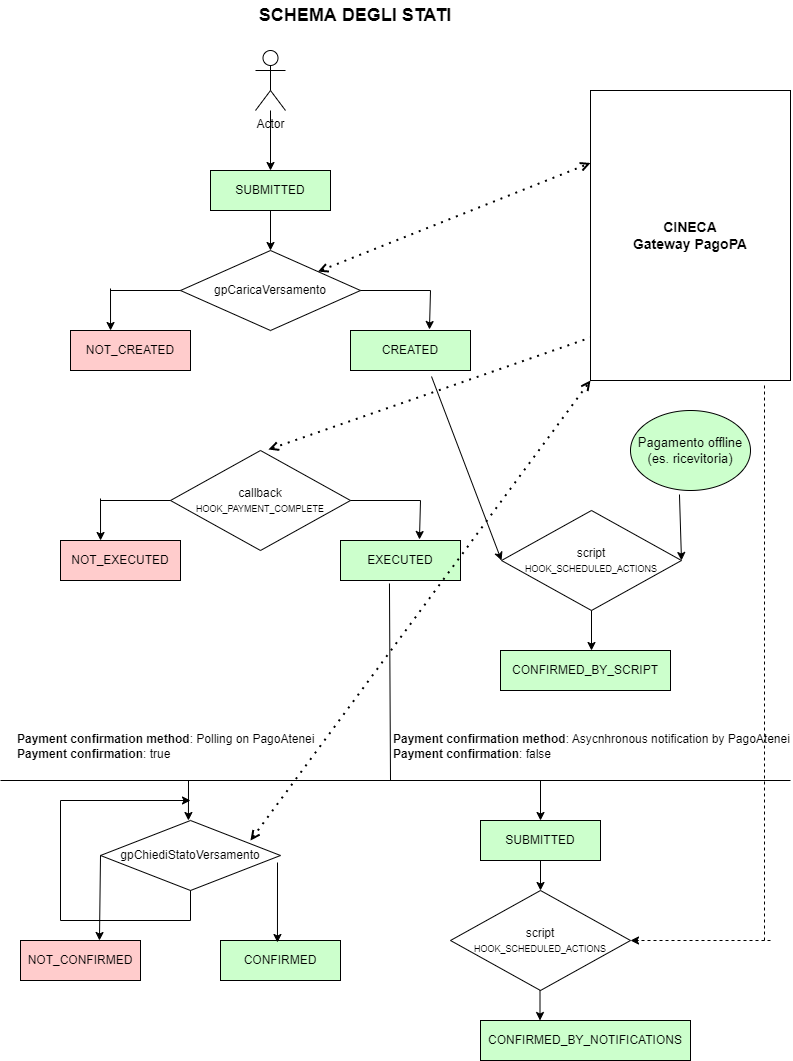 SCHEMA DEGLI STATI
Actor
SUBMITTED
CINECA
Gateway PagoPA
gpCaricaVersamento
NOT_CREATED
CREATED
Pagamento offline
(es. ricevitoria)
callback
HOOK_PAYMENT_COMPLETE
NOT_EXECUTED
EXECUTED
script
HOOK_SCHEDULED_ACTIONS
CONFIRMED_BY_SCRIPT
Payment confirmation method: Polling on PagoAtenei
Payment confirmation: true
Payment confirmation method: Asycnhronous notification by PagoAtenei
Payment confirmation: false
gpChiediStatoVersamento
SUBMITTED
script
HOOK_SCHEDULED_ACTIONS
NOT_CONFIRMED
CONFIRMED
CONFIRMED_BY_NOTIFICATIONS